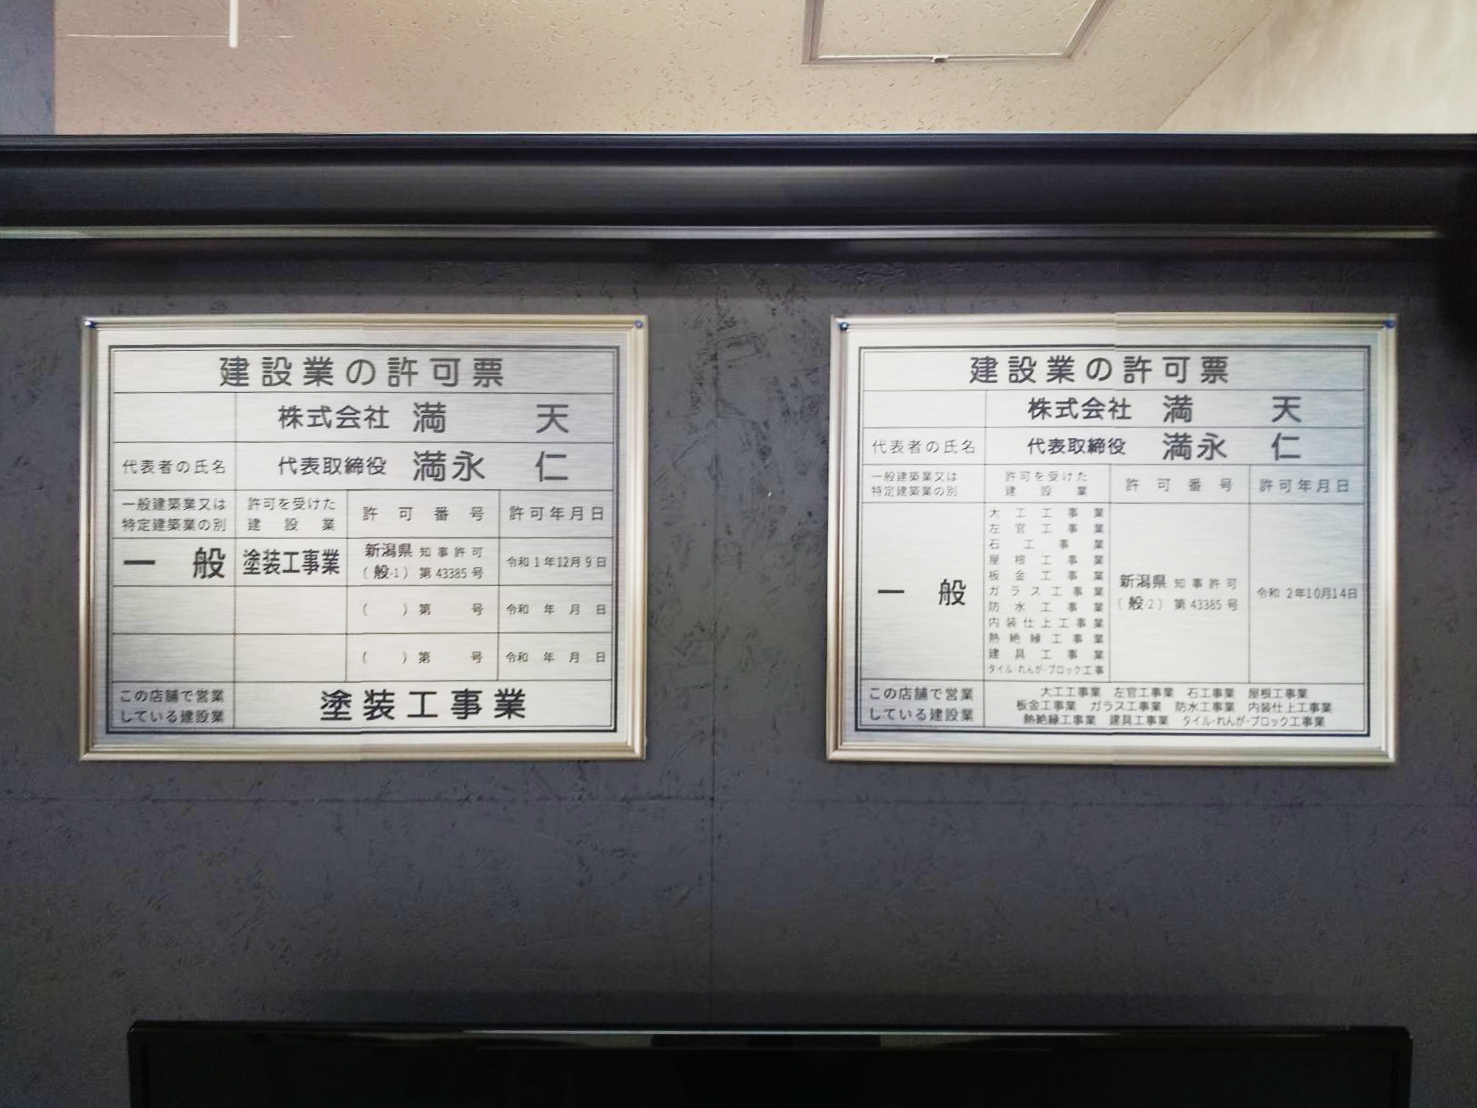 建設業の許可票
株式会社 満 天
代表者の氏名 代表取締役 満永 仁
一般建築業又は
特定建築業の別
許可を受けた
建設業
許可番号
許可年月日
一般
塗装工事業
新潟県 知事許可
(般-1) 第43385号
令和1年12月9日
( )第 号
令和 年 月 日
( )第 号
令和 年 月 日
この店舗で営業
している建設業
塗装工事業
建設業の許可票
株式会社 満 天
代表者の氏名 代表取締役 満永 仁
一般建築業又は
特定建築業の別
許可を受けた
建設業
許可番号
許可年月日
一般
大工工事業
左官工事業
石工事業
屋根工事業
板金工事業
ガラス工事業
防水工事業
内装仕上工事業
熱絶縁工事業
建具工事業
タイル・れんが・ブロック工事
新潟県 知事許可
(般-2) 第43385号
令和 2年10月14日
この店舗で営業
している建設業
大工工事業 左官工事業 石工事業 屋根工事業
板金工事業 ガラス工事業 防水工事業 内装仕上工事業
熱絶縁工事業 建具工事業 タイル・れんが・ブロック工事業